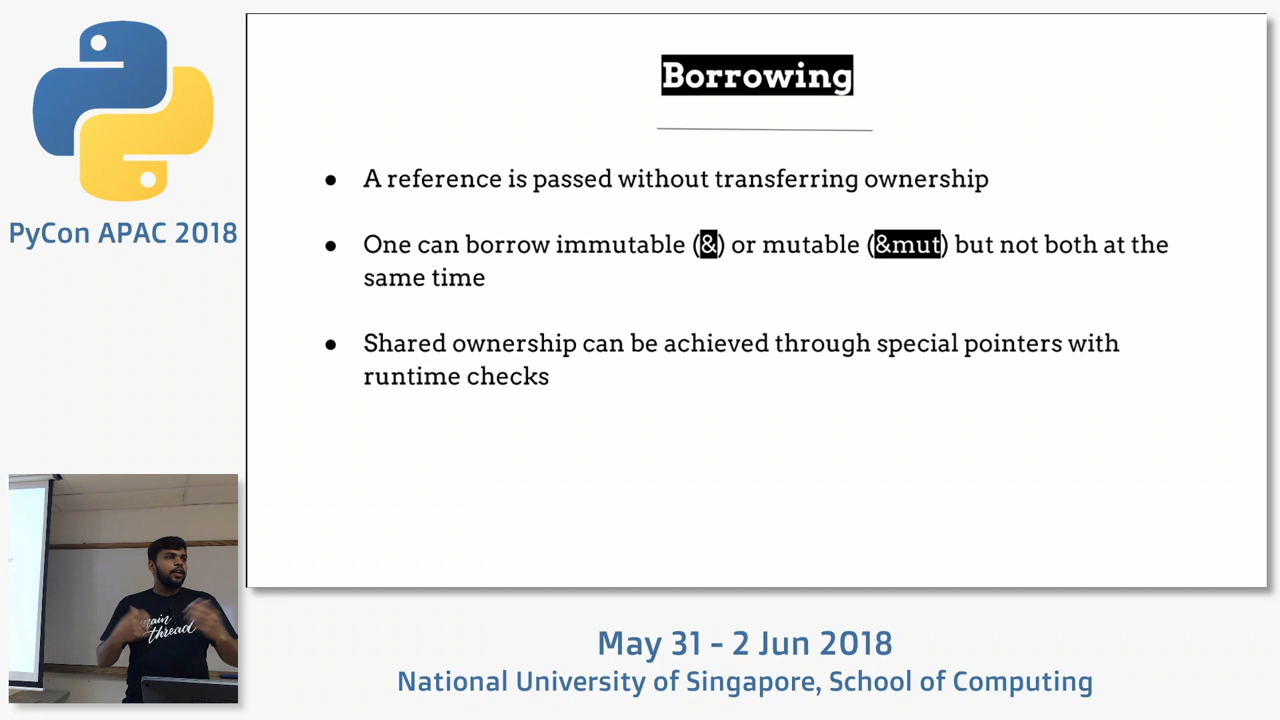 PyCon APAC 2018
Borrowing
● A reference is passed without transferring ownership
● One can borrow immutable (&) or mutable (&mut) but not both at the
same time
● Shared ownership can be achieved through special pointers with
runtime checks
main
thread
May 31 - 2 Jun 2018
National University of Singapore, School of Computing